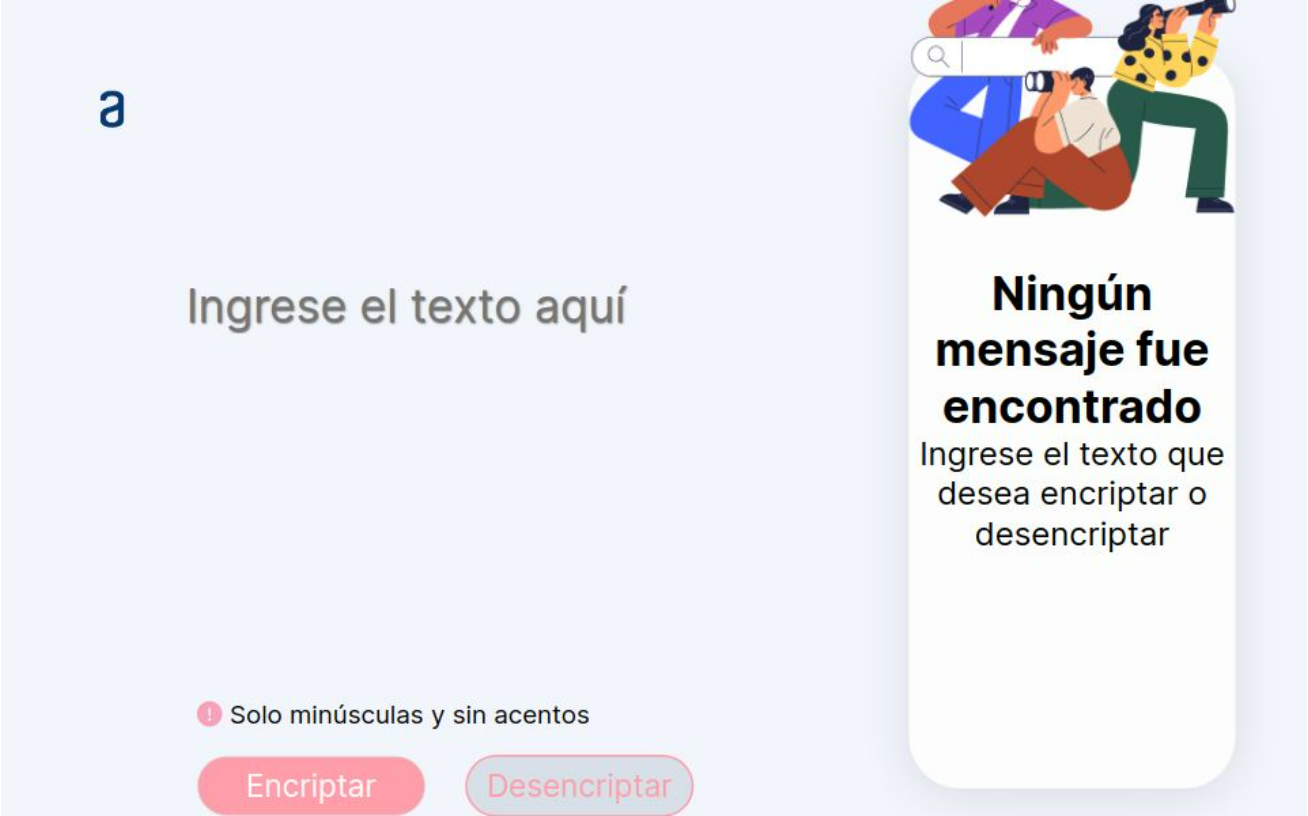 a
Ingrese el texto aquí
Solo minúsculas y sin acentos
Encriptar
Desencriptar
Ningún
mensaje fue
encontrado
Ingrese el texto que
desea encriptar o
desencriptar